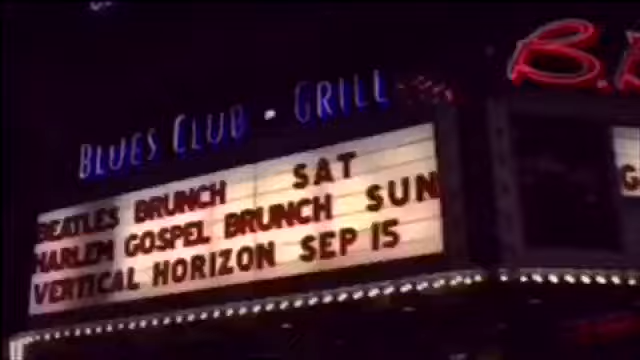 B.B
BLUES CLUB • GRILL
BEATLES BRUNCH SAT
HARLEM GOSPEL BRUNCH SUN
VERTICAL HORIZON SEP 15
G